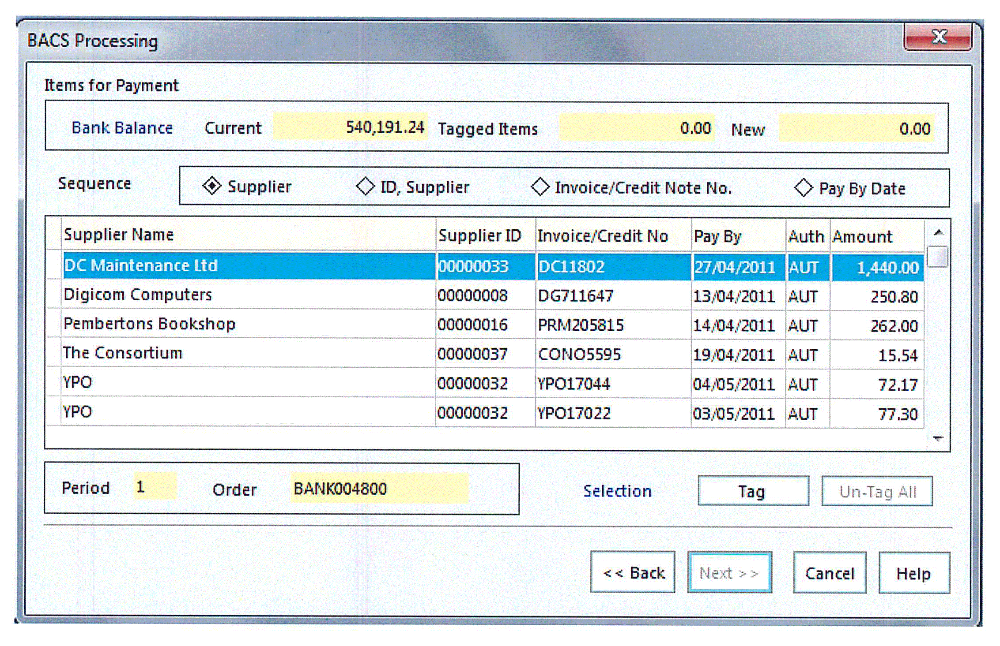 BACS Processing
X
Items for Payment
Bank Balance Current 540,191.24 Tagged Items 0.00 New 0.00
Sequence Supplier ID, Supplier Invoice/Credit Note No. Pay By Date
Supplier Name Supplier ID Invoice/Credit No Pay By Auth Amount
DC Maintenance Ltd 00000033 DC11802 27/04/2011 AUT 1,440.00
Digicom Computers 00000008 DG711647 13/04/2011 AUT 250.80
Pembertons Bookshop 00000016 PRM205815 14/04/2011 AUT 262.00
The Consortium 00000037 CONO5595 19/04/2011 AUT 15.54
YPO 00000032 YPO17044 04/05/2011 AUT 72.17
YPO 00000032 YPO17022 03/05/2011 AUT 77.30
Period 1 Order BANK004800 Selection Tag Un-Tag All
<< Back Next >> Cancel Help